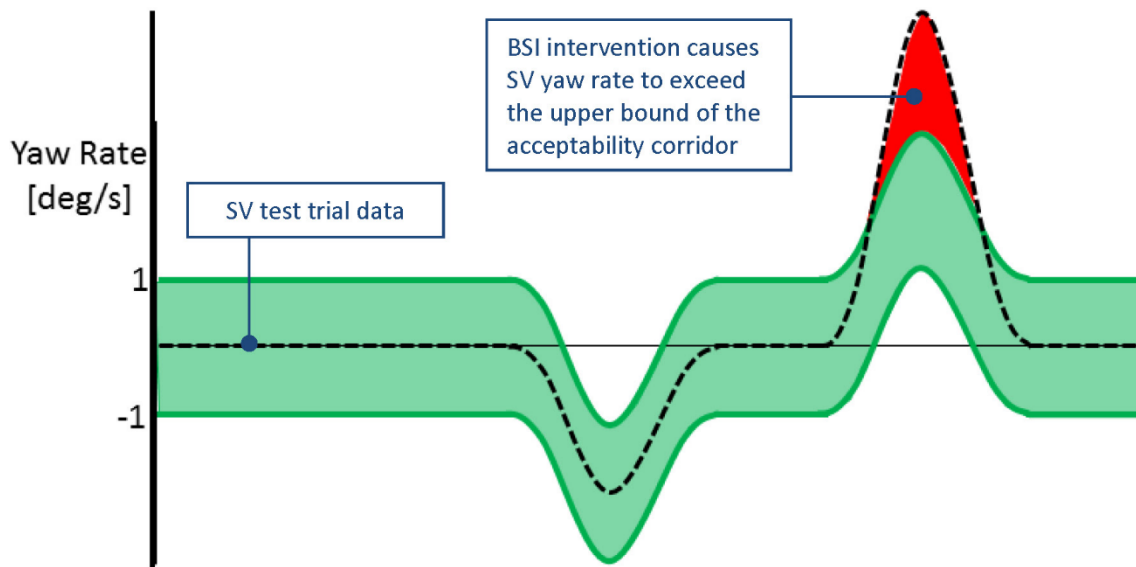 BSI intervention causes
SV yaw rate to exceed
the upper bound of the
acceptability corridor
Yaw Rate
[deg/s]
SV test trial data
1
-1